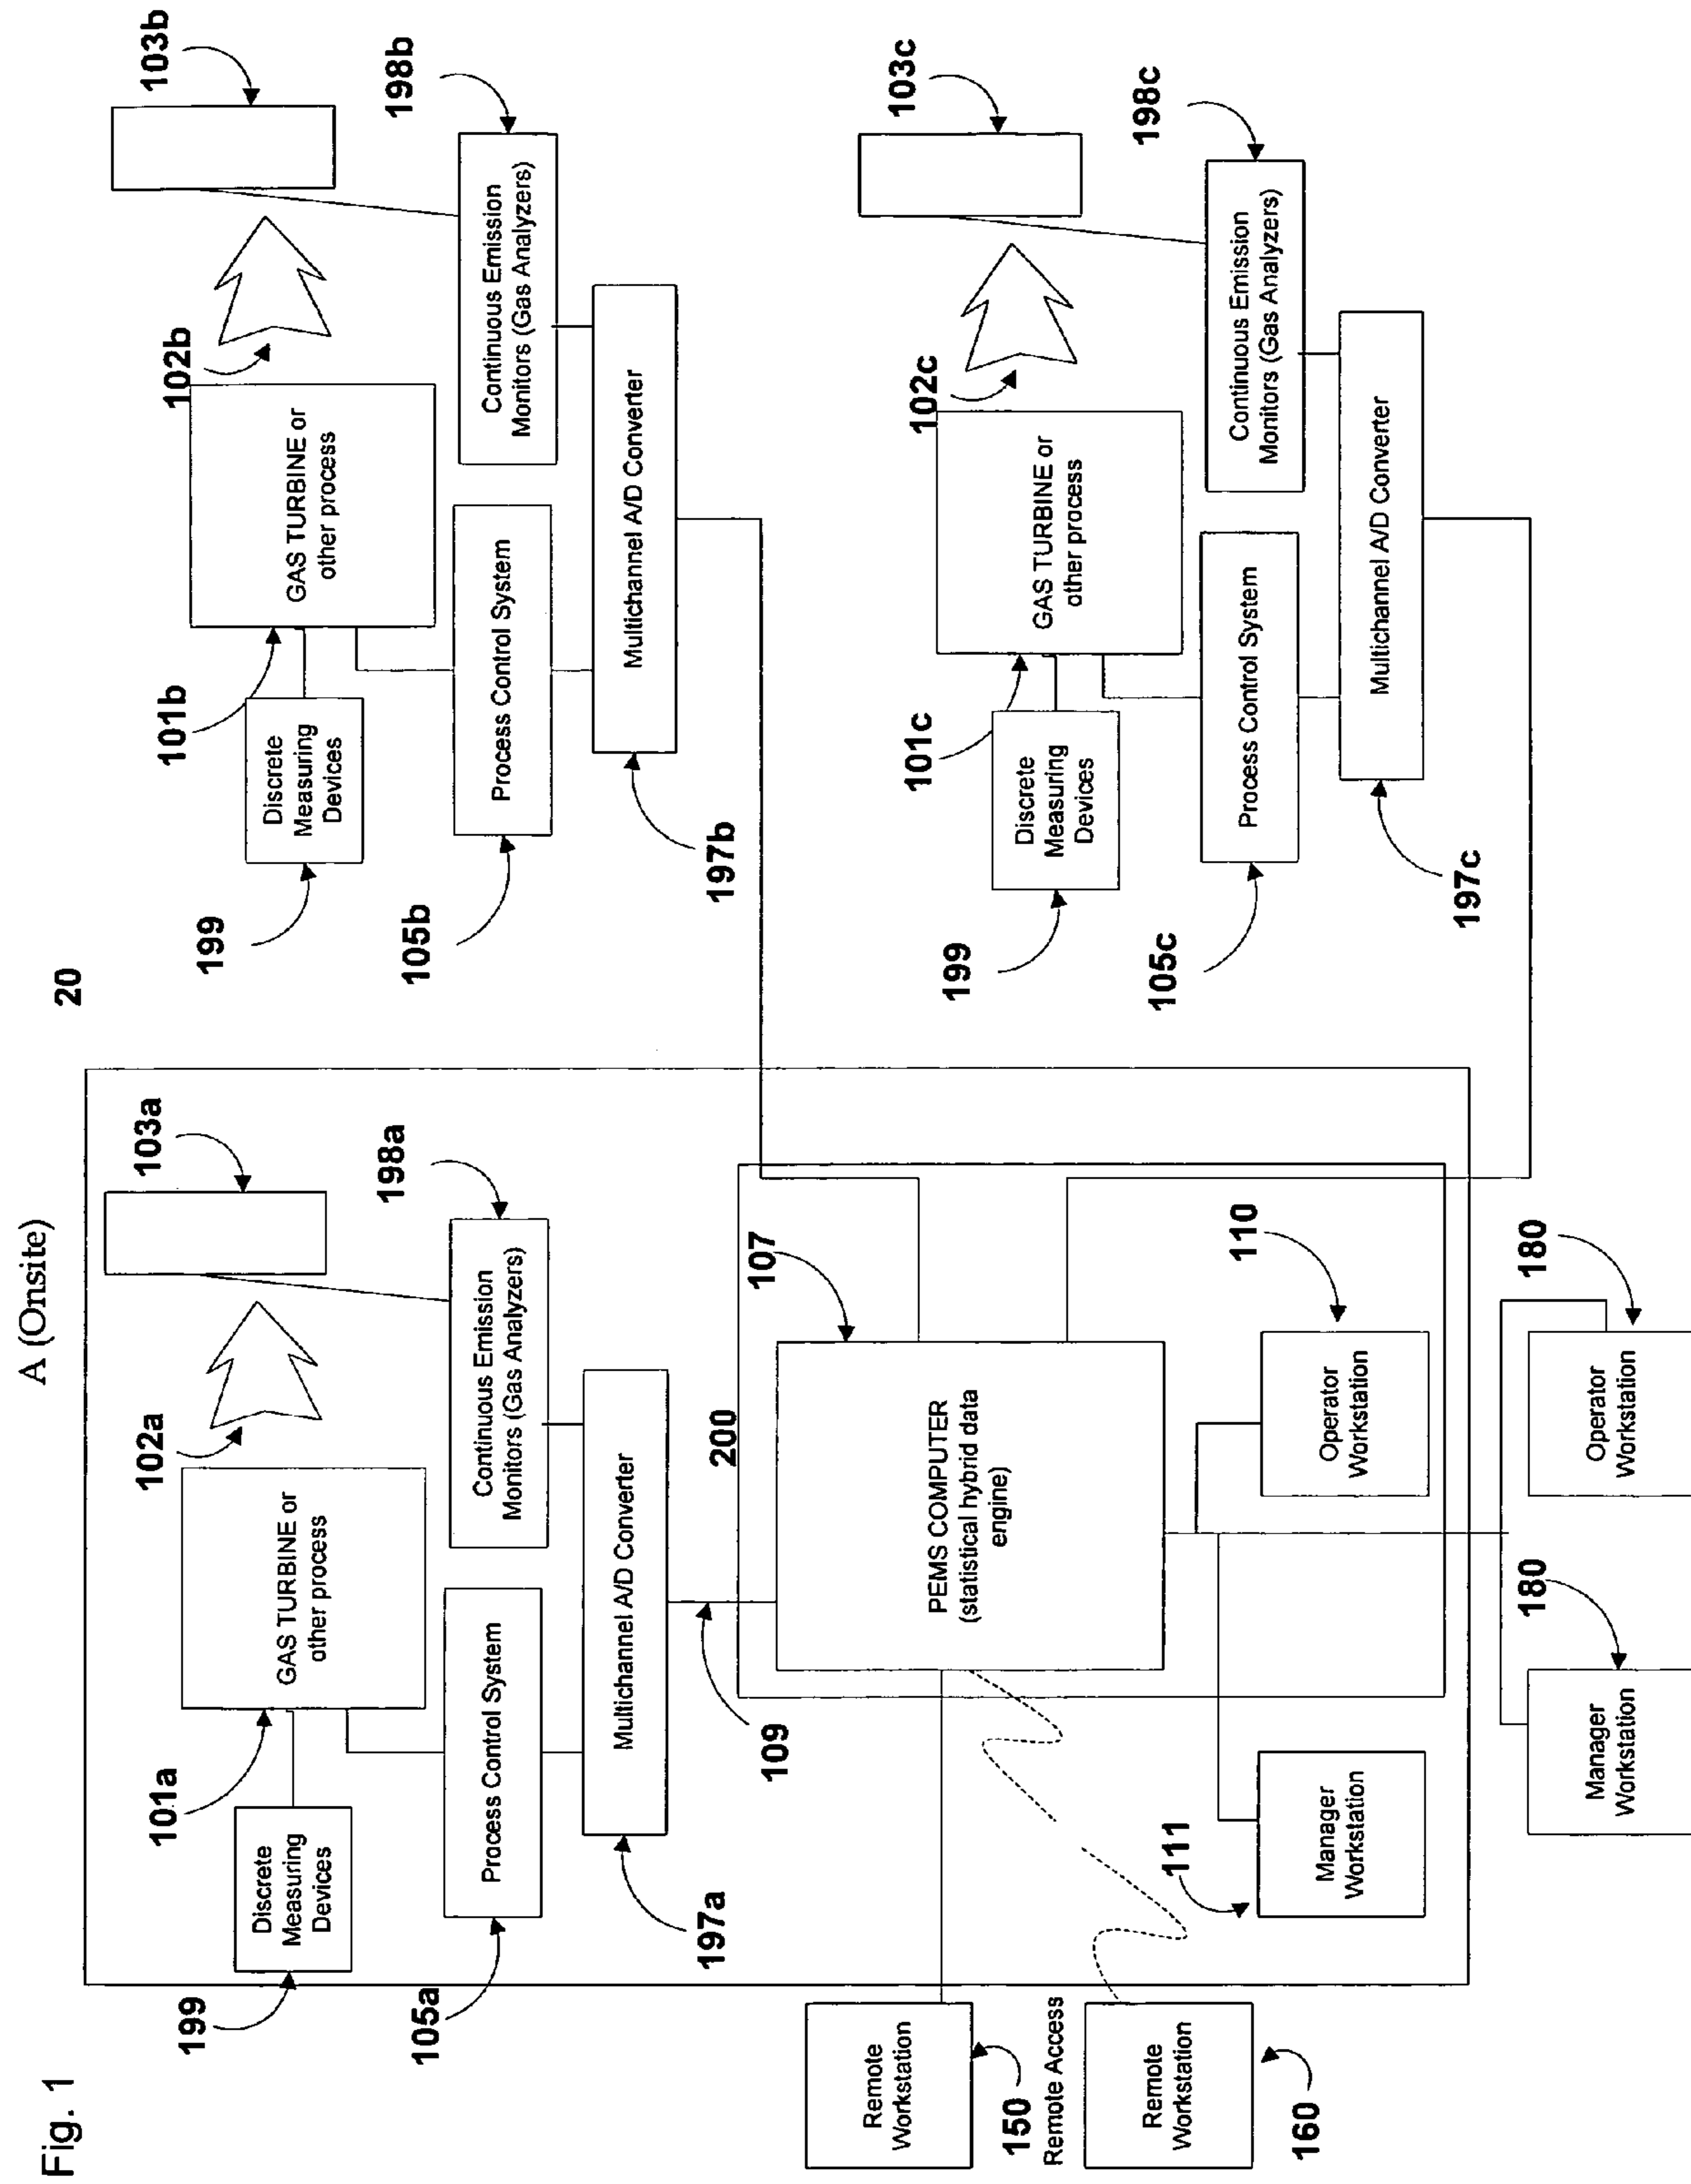 Fig. 1
A (Onsite)
20
199
101a
102a
103a
Discrete
Measuring
Devices
GAS TURBINE or
other process
105a
Process Control System
198a
Continuous Emission
Monitors (Gas Analyzers)
197a
Multichannel A/D Converter
109
200
107
PEMS COMPUTER
(statistical hybrid data
engine)
Remote
Workstation
150
Remote Access
Remote
Workstation
160
111
Manager
Workstation
110
Operator
Workstation
180
Manager
Workstation
180
Operator
Workstation
199
101b
102b
103b
Discrete
Measuring
Devices
GAS TURBINE or
other process
105b
Process Control System
198b
Continuous Emission
Monitors (Gas Analyzers)
197b
Multichannel A/D Converter
199
101c
102c
103c
Discrete
Measuring
Devices
GAS TURBINE or
other process
105c
Process Control System
198c
Continuous Emission
Monitors (Gas Analyzers)
197c
Multichannel A/D Converter